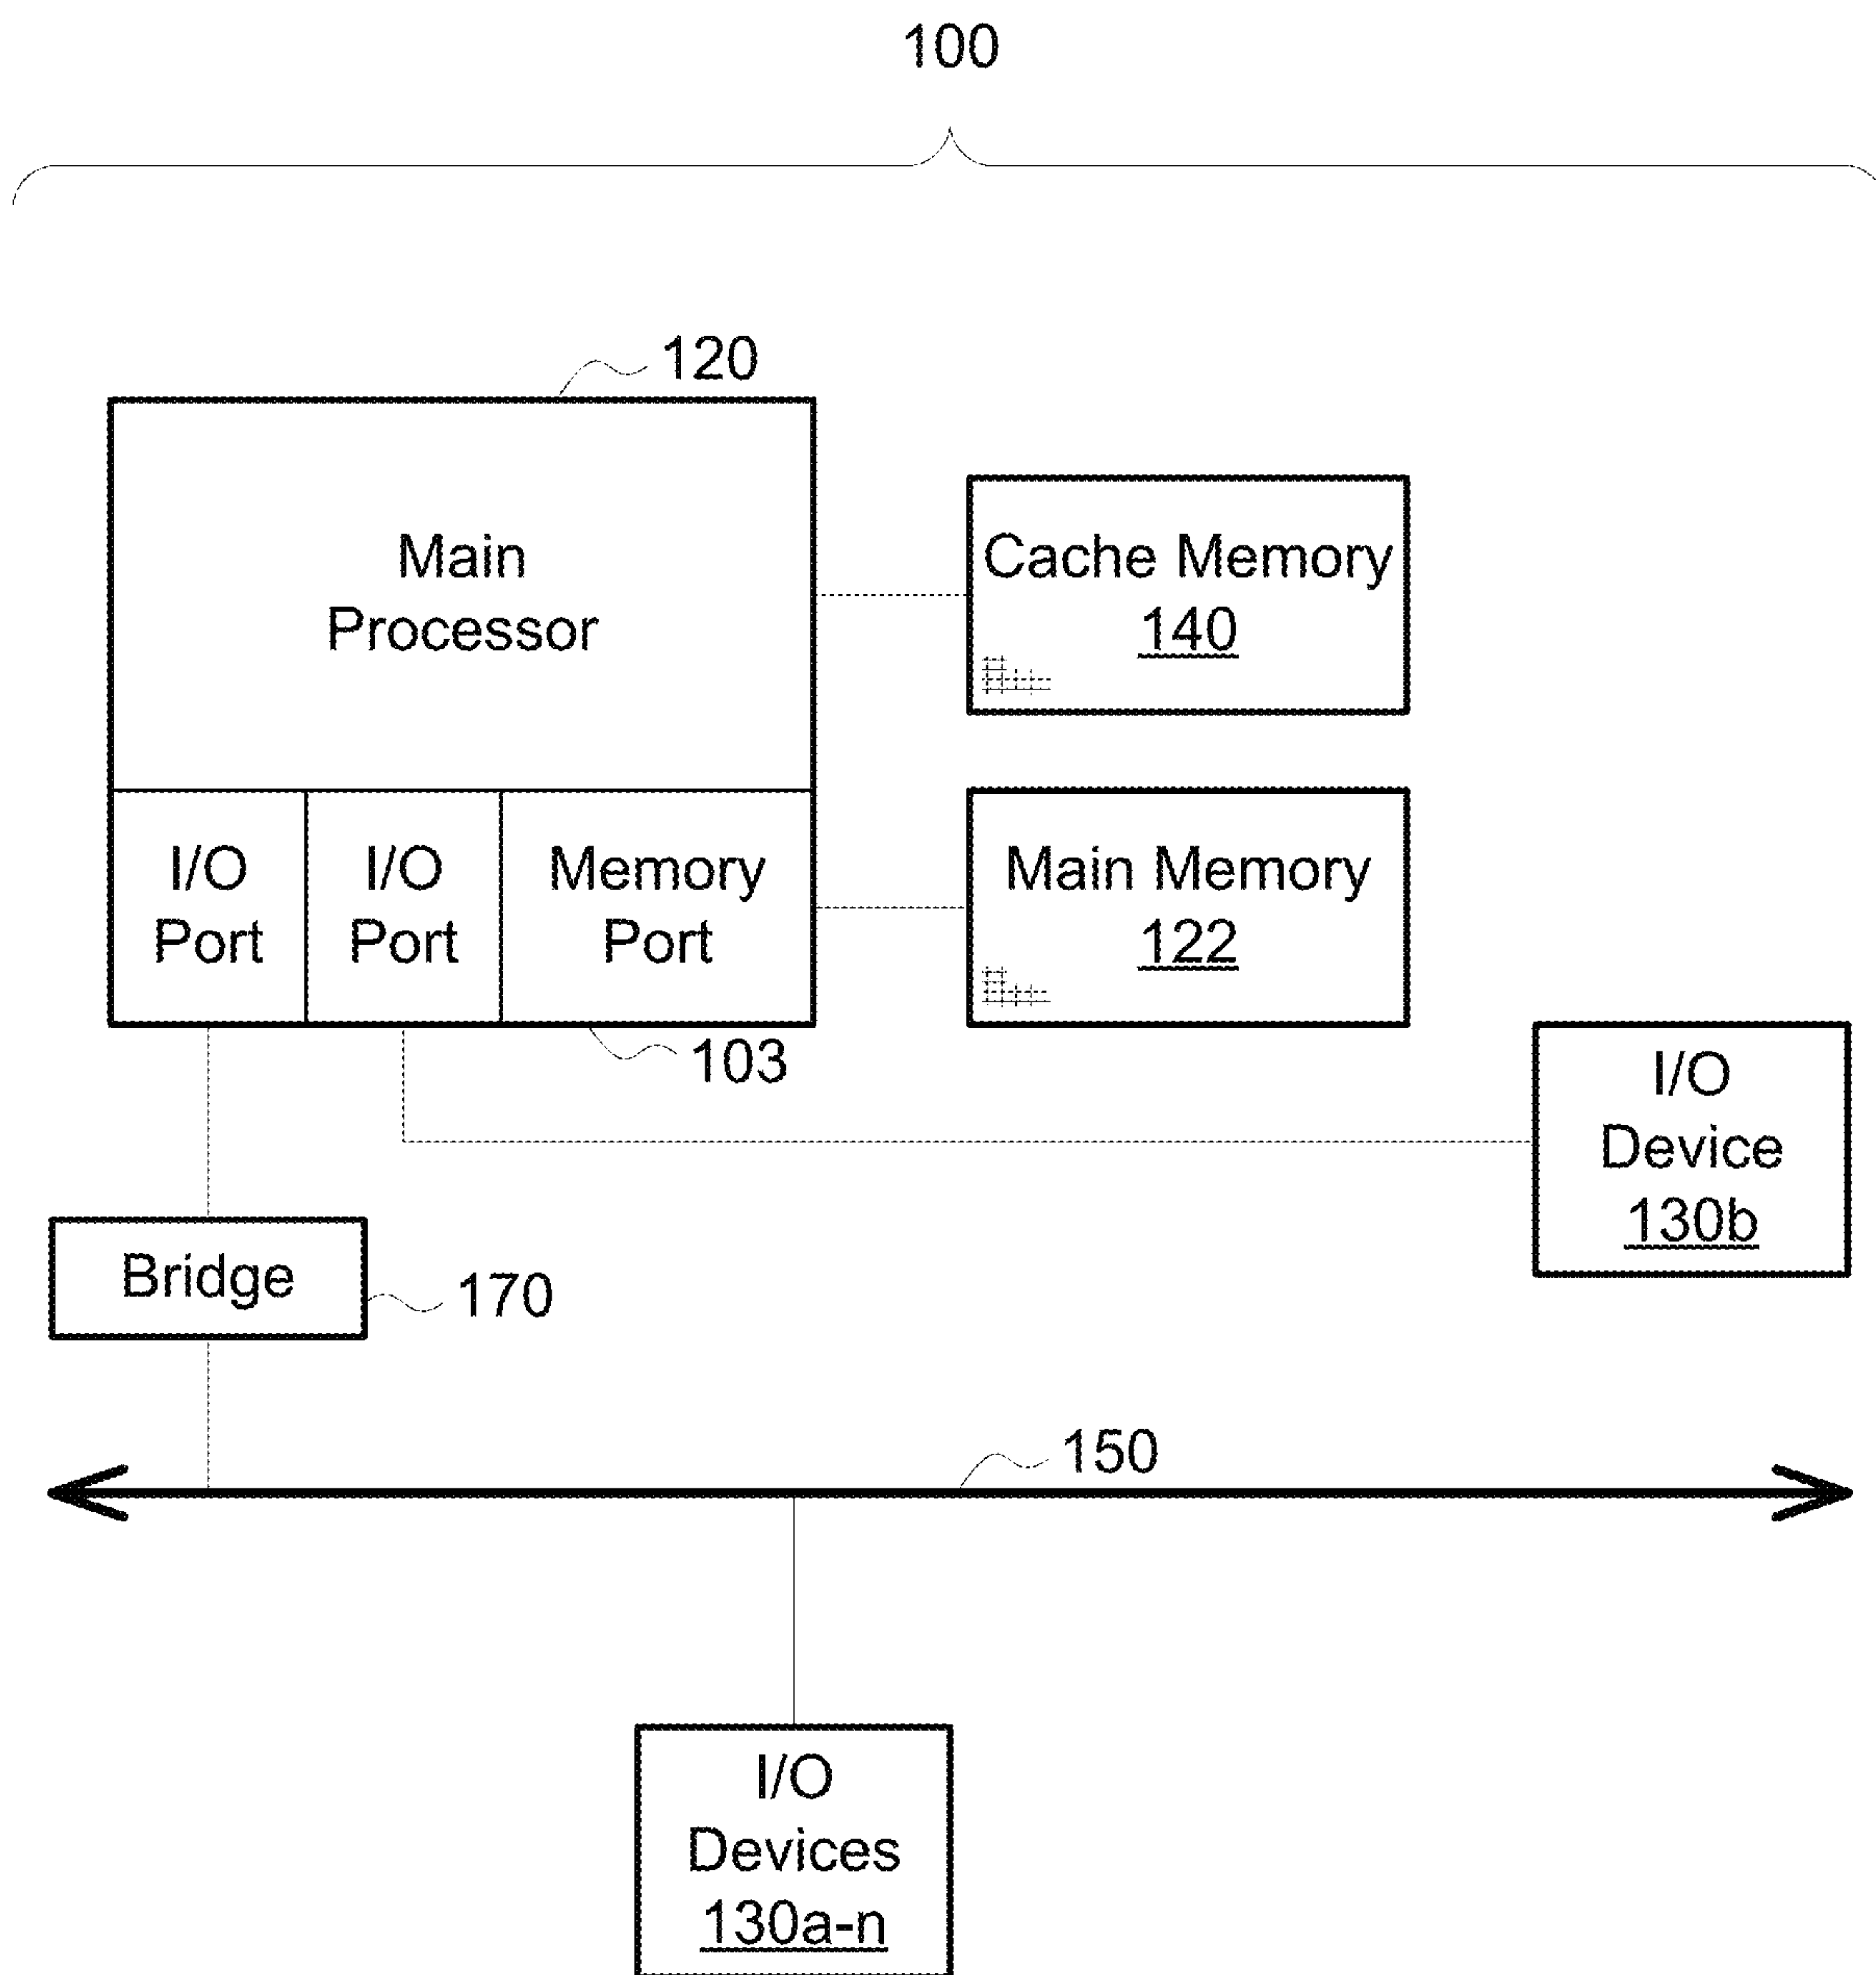 100
120
Main
Processor
Cache Memory
140
I/O
Port
I/O
Port
Memory
Port
Main Memory
122
103
I/O
Device
130b
Bridge
170
150
I/O
Devices
130a-n